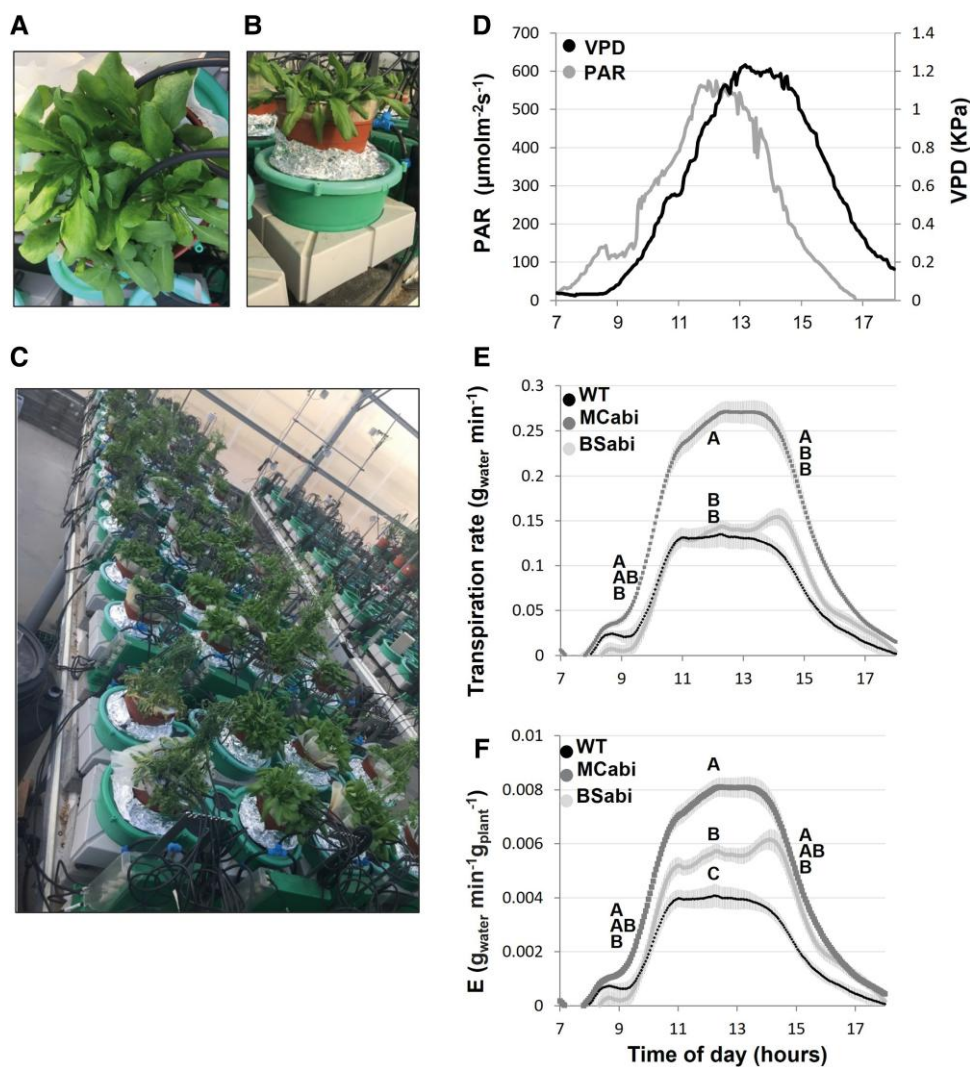 A
B
C
D
VPD
PAR
PAR (µmolm⁻²s⁻¹)
700
600
500
400
300
200
100
0
VPD (KPa)
1.4
1.2
1
0.8
0.6
0.4
0.2
0
7 9 11 13 15 17
E
WT
MCabi
BSabi
Transpiration rate (g_water min⁻¹)
0.3
0.25
0.2
0.15
0.1
0.05
0
A
AB
B
A
B
B
A
B
B
7 9 11 13 15 17
F
WT
MCabi
BSabi
E (g_water min⁻¹g_plant⁻¹)
0.01
0.008
0.006
0.004
0.002
0
A
AB
B
A
B
C
A
AB
B
7 9 11 13 15 17
Time of day (hours)